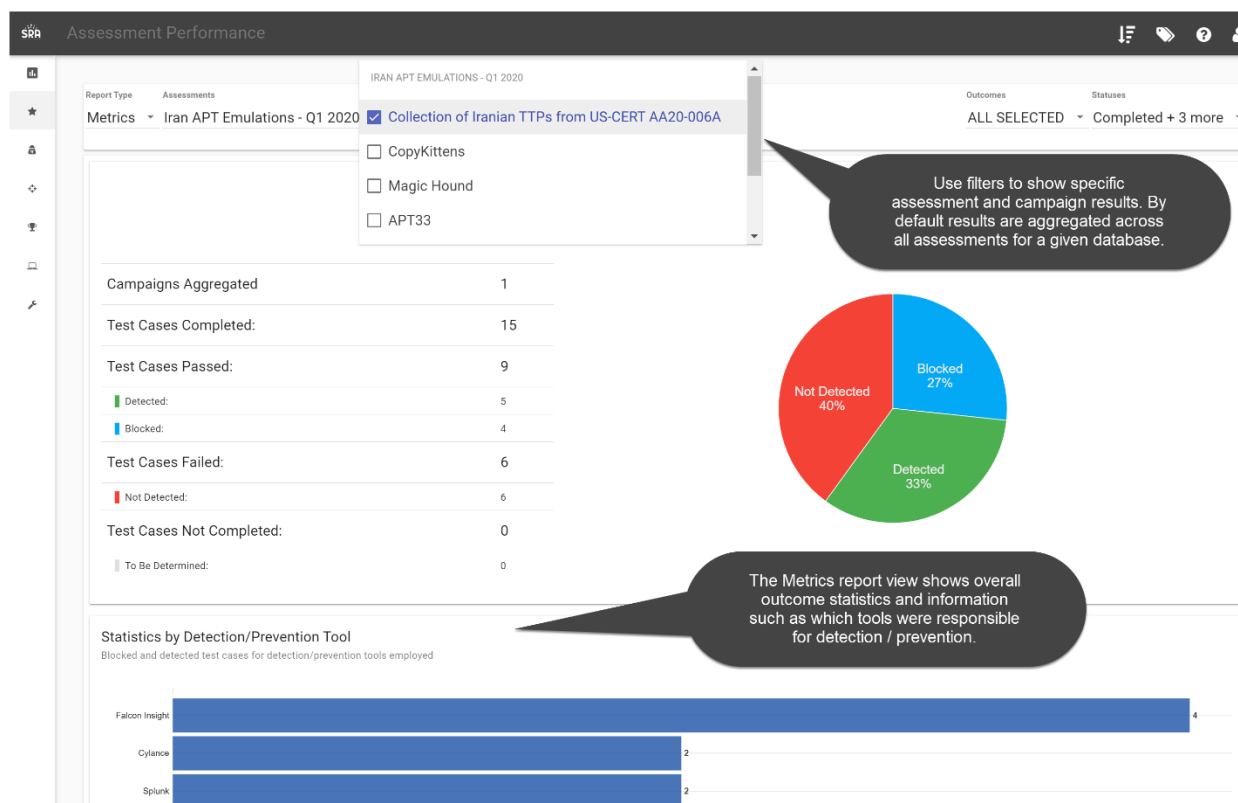 SRA Assessment Performance
IRAN APT EMULATIONS - Q1 2020
Report Type Assessments Outcomes Statuses
Metrics Iran APT Emulations - Q1 2020 Collection of Iranian TTPs from US-CERT AA20-006A ALL SELECTED Completed + 3 more
CopyKittens
Magic Hound
APT33
Use filters to show specific
assessment and campaign results. By
default results are aggregated across
all assessments for a given database.
Campaigns Aggregated 1
Test Cases Completed: 15
Test Cases Passed: 9
Detected: 5
Blocked: 4
Test Cases Failed: 6
Not Detected: 6
Test Cases Not Completed: 0
To Be Determined: 0
Blocked
27%
Not Detected
40%
Detected
33%
The Metrics report view shows overall
outcome statistics and information
such as which tools were responsible
for detection / prevention.
Statistics by Detection/Prevention Tool
Blocked and detected test cases for detection/prevention tools employed
Falcon Insight 4
Cylance 2
Splunk 2